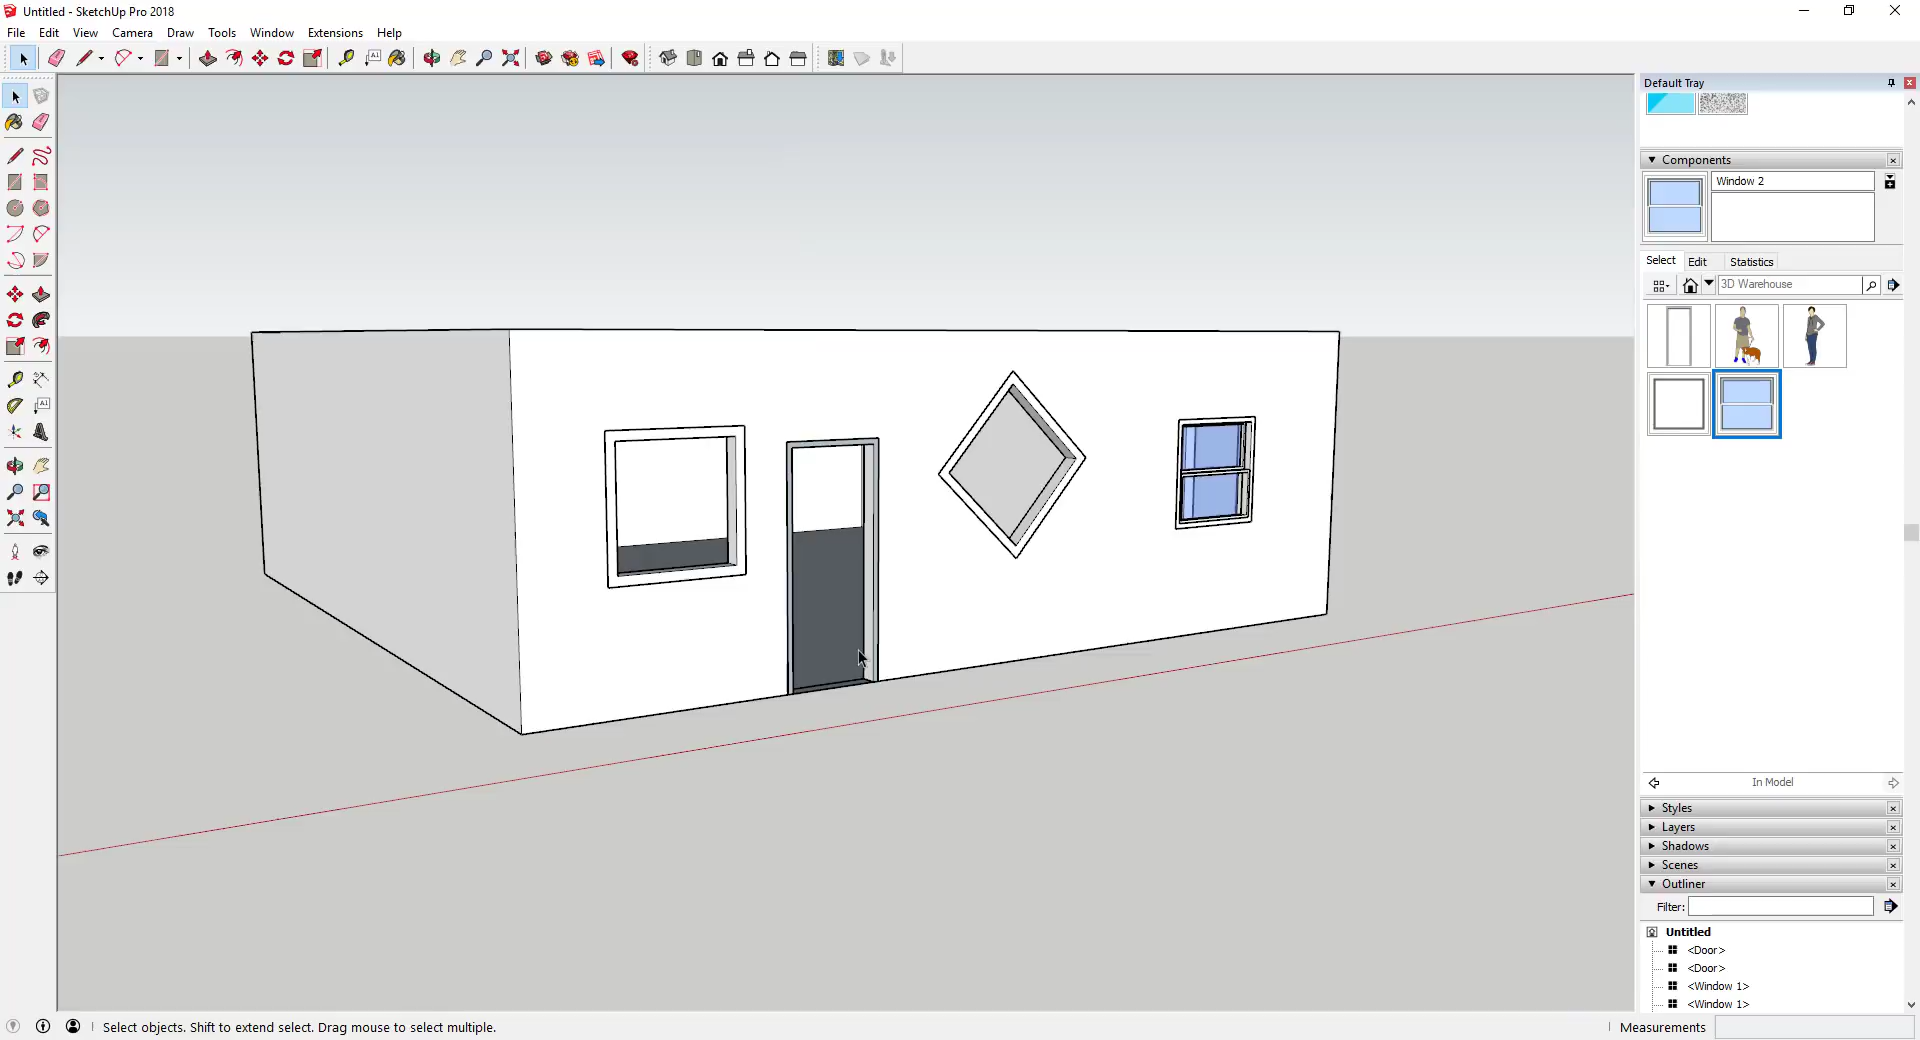 Untitled - SketchUp Pro 2018
File Edit View Camera Draw Tools Window Extensions Help
Default Tray
Components
Window 2
Select Edit Statistics
3D Warehouse
In Model
Styles
Layers
Shadows
Scenes
Outliner
Filter:
Untitled
<Door>
<Door>
<Window 1>
<Window 1>
Select objects. Shift to extend select. Drag mouse to select multiple.
Measurements